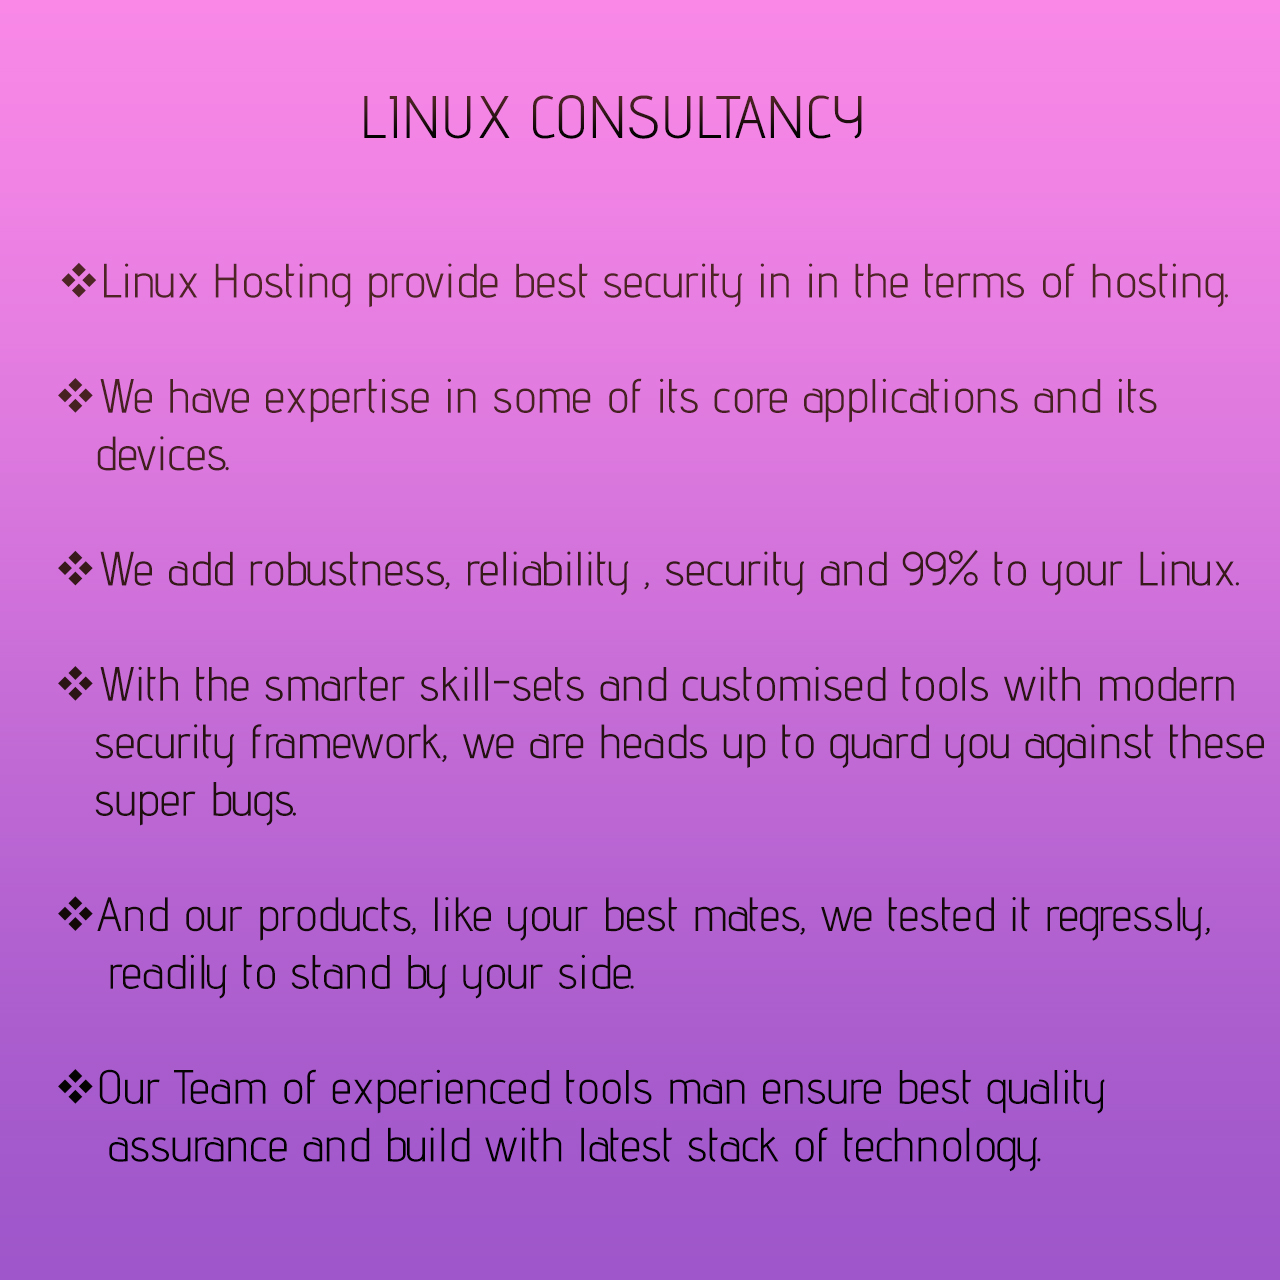 LINUX CONSULTANCY
❖Linux Hosting provide best security in in the terms of hosting.
❖We have expertise in some of its core applications and its
devices.
❖We add robustness, reliability , security and 99% to your Linux.
❖With the smarter skill-sets and customised tools with modern
security framework, we are heads up to guard you against these
super bugs.
❖And our products, like your best mates, we tested it regressly,
readily to stand by your side.
❖Our Team of experienced tools man ensure best quality
assurance and build with latest stack of technology.